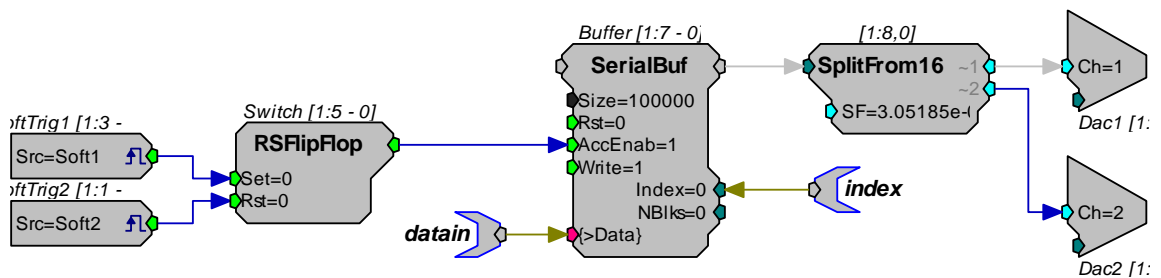 oftTrig1 [1:3 -
Src=Soft1
oftTrig2 [1:1 -
Src=Soft2
Switch [1:5 - 0]
RSFlipFlop
Set=0
Rst=0
Buffer [1:7 - 0]
SerialBuf
Size=100000
Rst=0
AccEnab=1
Write=1
Index=0
NBlks=0
{>Data}
datain
index
[1:8,0]
SplitFrom16
~1
~2
SF=3.05185e-
Ch=1
Dac1 [1:
Ch=2
Dac2 [1: